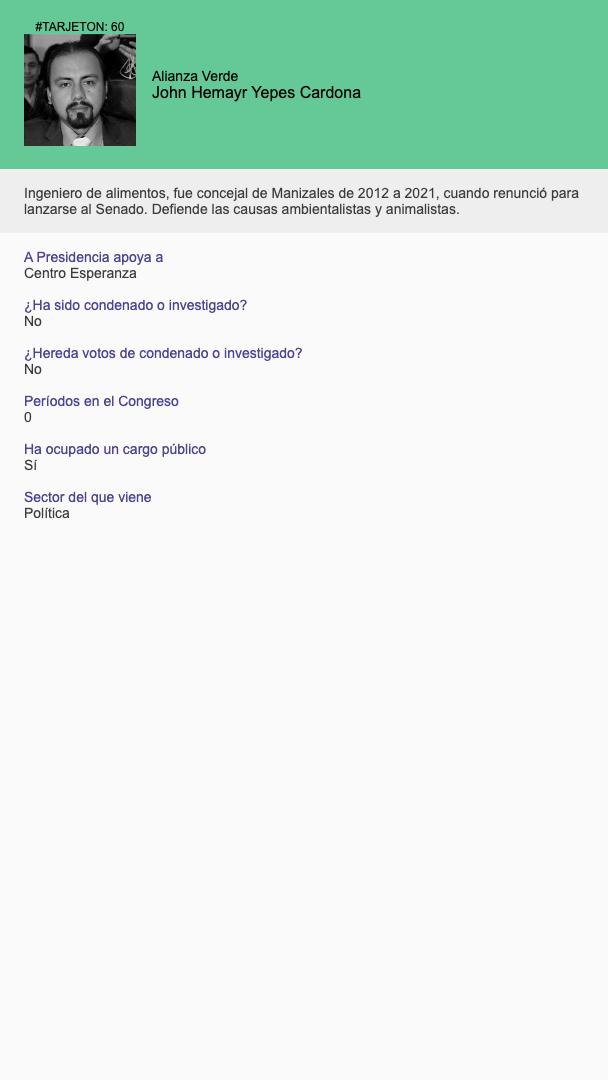 #TARJETON: 60
Alianza Verde
John Hemayr Yepes Cardona
Ingeniero de alimentos, fue concejal de Manizales de 2012 a 2021, cuando renunció para
lanzarse al Senado. Defiende las causas ambientalistas y animalistas.
A Presidencia apoya a
Centro Esperanza
¿Ha sido condenado o investigado?
No
¿Hereda votos de condenado o investigado?
No
Períodos en el Congreso
0
Ha ocupado un cargo público
Sí
Sector del que viene
Política